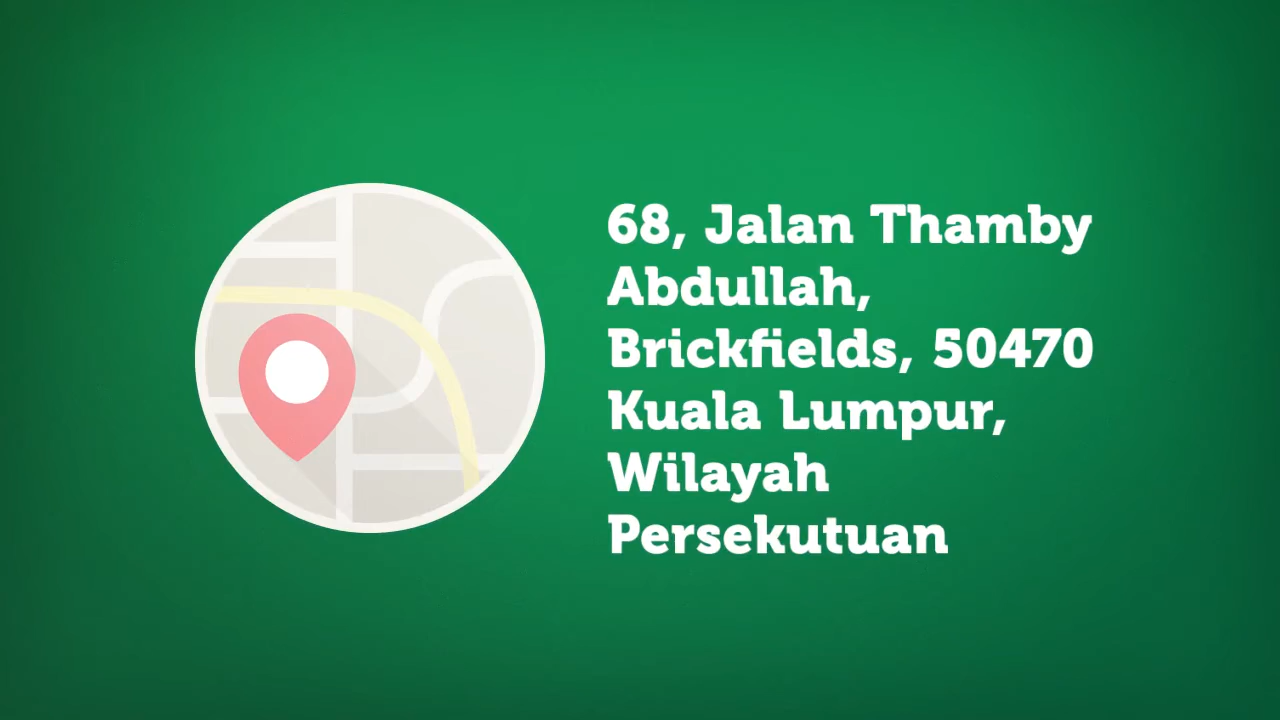 68, Jalan Thamby
Abdullah,
Brickfields, 50470
Kuala Lumpur,
Wilayah
Persekutuan